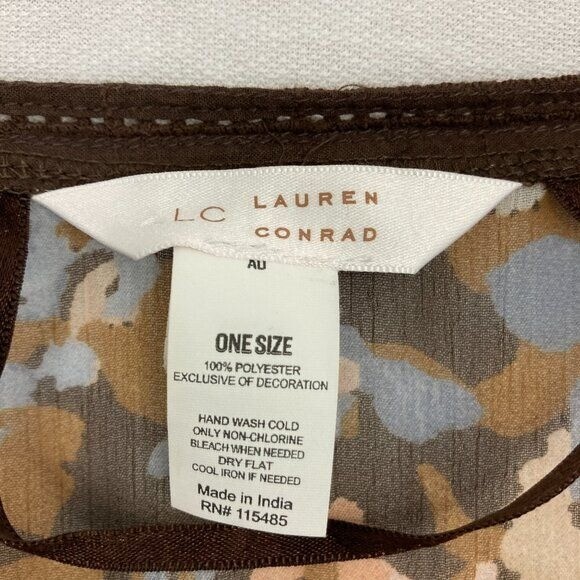 LC LAUREN
CONRAD
AU
ONE SIZE
100% POLYESTER
EXCLUSIVE OF DECORATION
HAND WASH COLD
ONLY NON-CHLORINE
BLEACH WHEN NEEDED
DRY FLAT
COOL IRON IF NEEDED
Made in India
RN# 115485